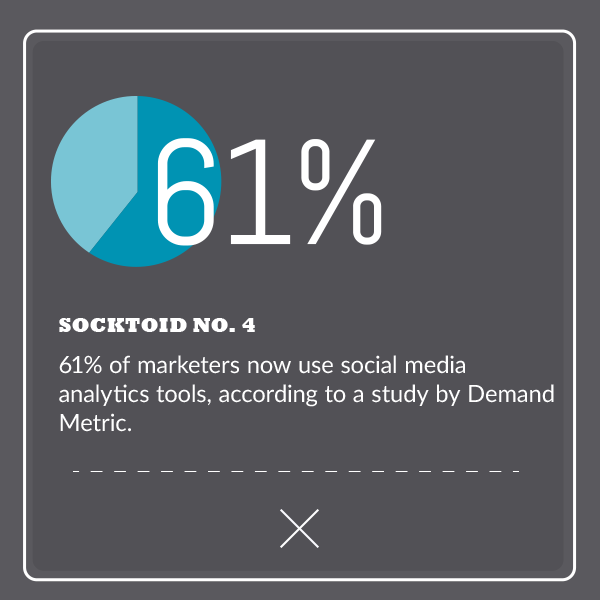 61%
SOCKTOID NO. 4
61% of marketers now use social media
analytics tools, according to a study by Demand
Metric.